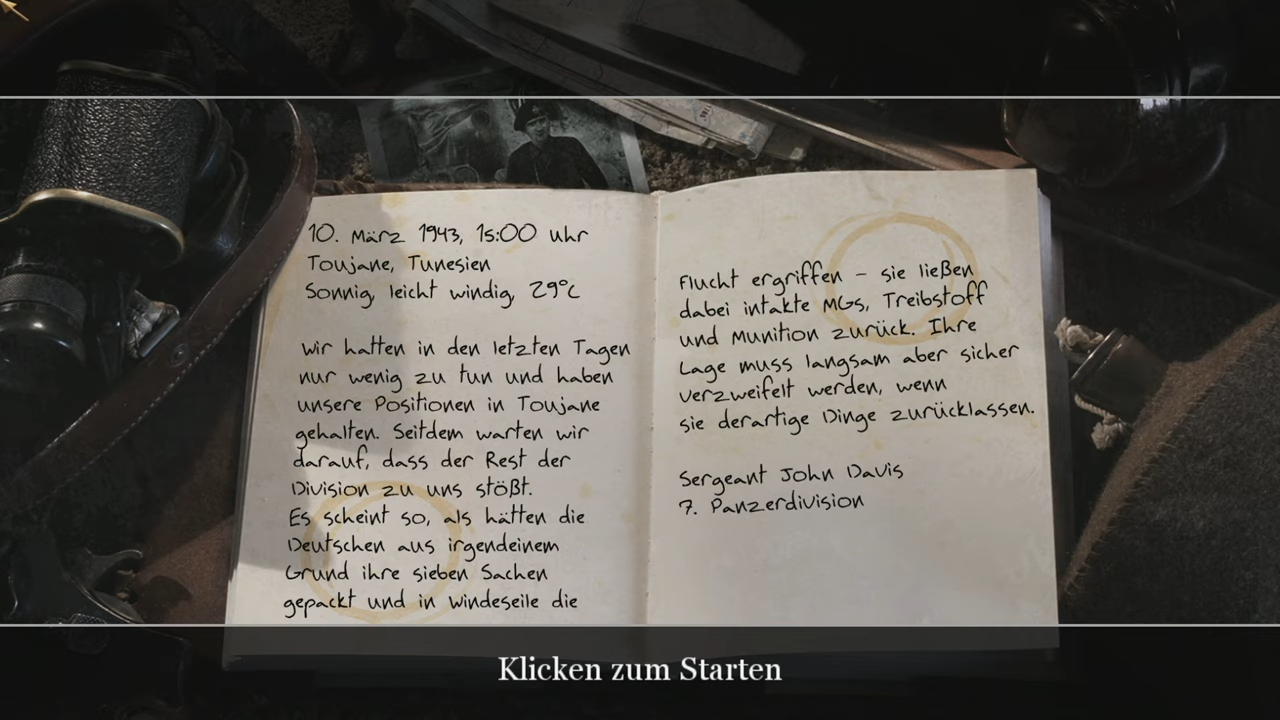 10. März 1943, 15:00 Uhr
Toujane, Tunesien
Sonnig, leicht windig, 29°C
Wir hatten in den letzten Tagen
nur wenig zu tun und haben
unsere Positionen in Toujane
gehalten. Seitdem warten wir
darauf, dass der Rest der
Division zu uns stößt.
Es scheint so, als hätten die
Deutschen aus irgendeinem
Grund ihre sieben Sachen
gepackt und in Windeseile die
Flucht ergriffen – sie ließen
dabei intakte MGs, Treibstoff
und Munition zurück. Ihre
Lage muss langsam aber sicher
verzweifelt werden, wenn
sie derartige Dinge zurücklassen.
Sergeant John Davis
7. Panzerdivision
Klicken zum Starten